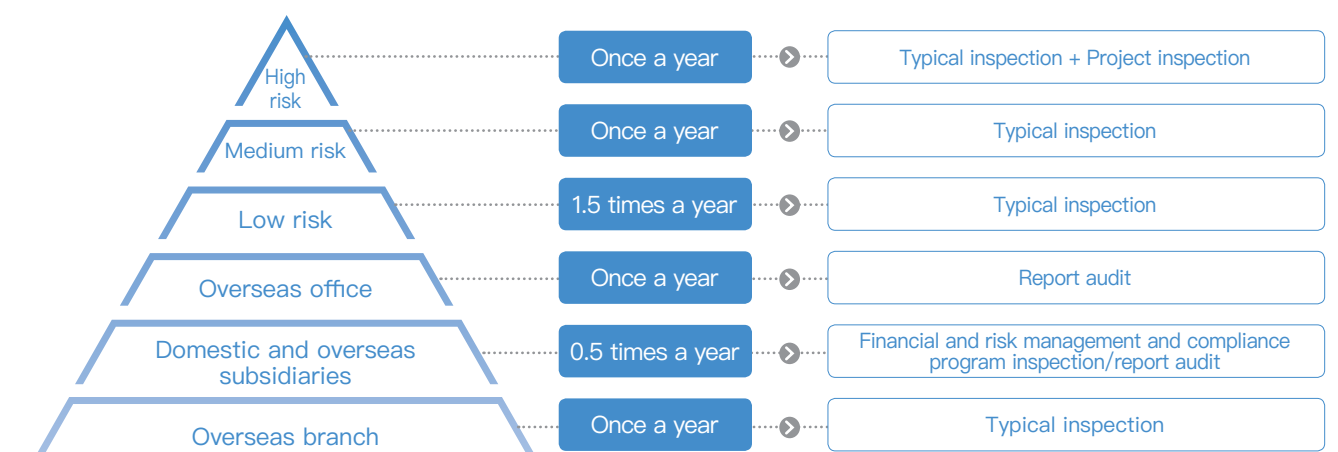 High
risk
Once a year
Typical inspection + Project inspection
Medium risk
Once a year
Typical inspection
Low risk
1.5 times a year
Typical inspection
Overseas office
Once a year
Report audit
Domestic and overseas
subsidiaries
0.5 times a year
Financial and risk management and compliance
program inspection/report audit
Overseas branch
Once a year
Typical inspection